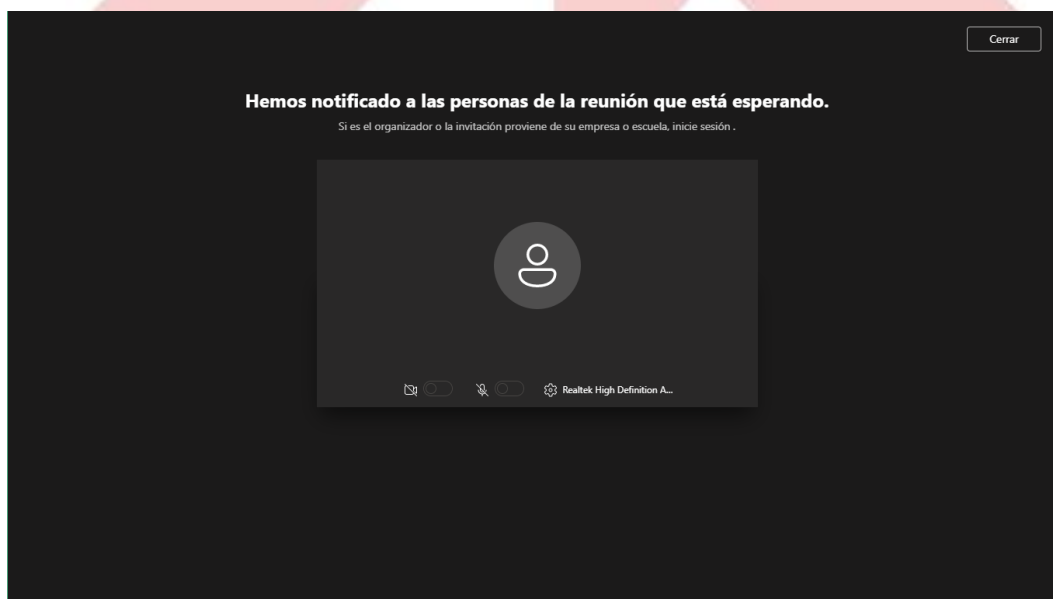 Cerrar
Hemos notificado a las personas de la reunión que está esperando.
Si es el organizador o la invitación proviene de su empresa o escuela, inicie sesión .
Realtek High Definition A...